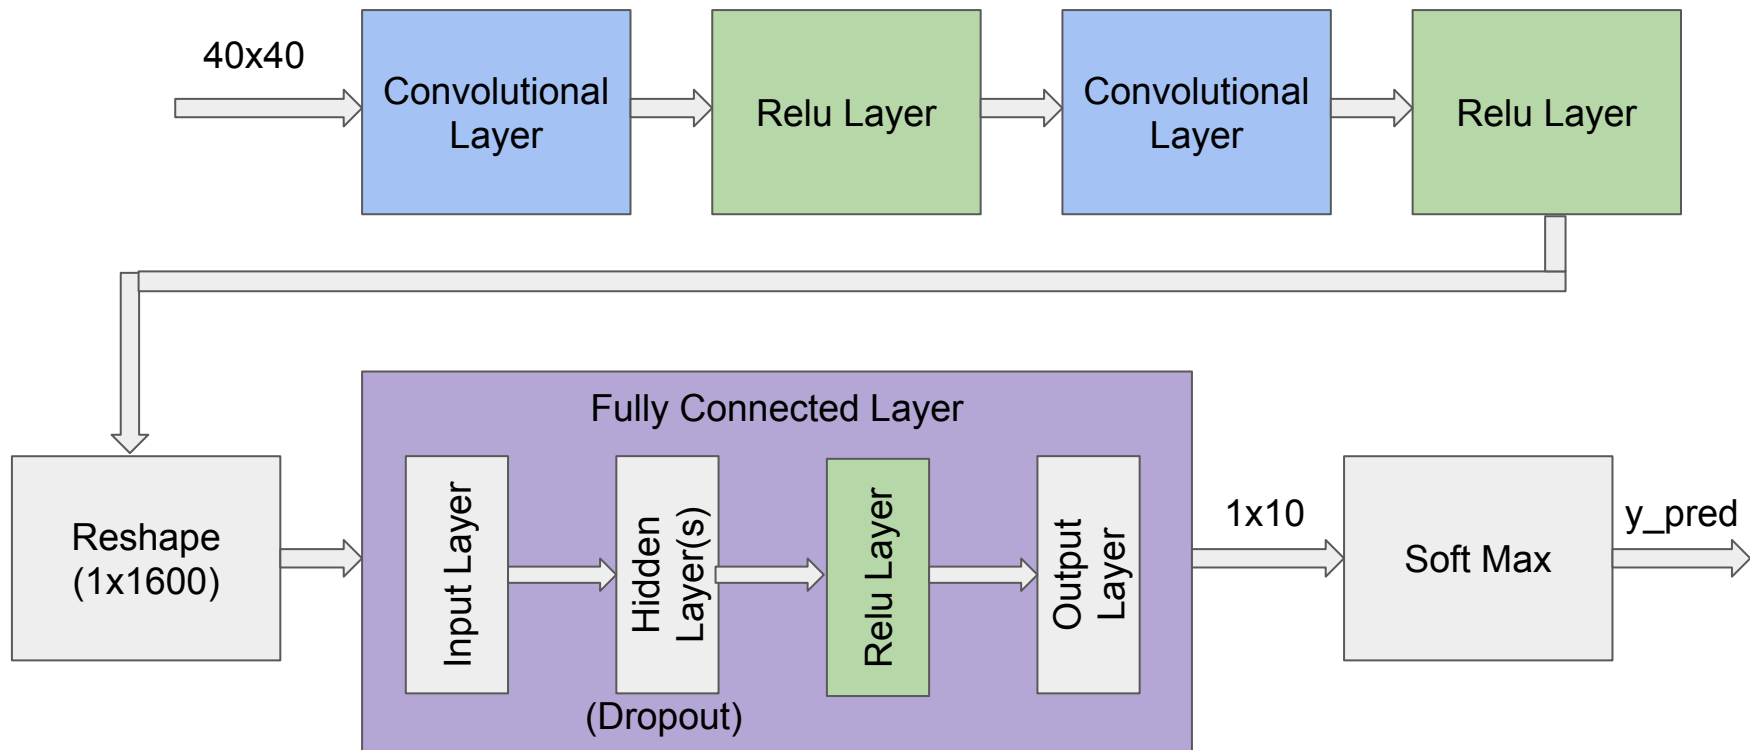 40x40
Convolutional
Layer
Relu Layer
Convolutional
Layer
Relu Layer
Reshape
(1x1600)
Fully Connected Layer
Input Layer
Hidden
Layer(s)
(Dropout)
Relu Layer
Output
Layer
1x10
Soft Max
y_pred